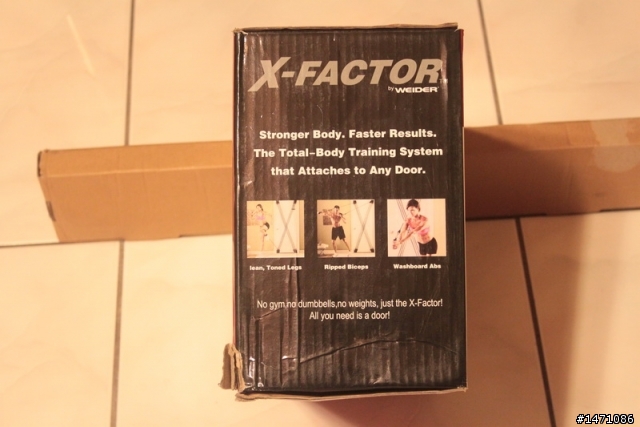 X-FACTOR
by WEIDER
Stronger Body. Faster Results.
The Total-Body Training System
that Attaches to Any Door.
lean, Toned Legs
Ripped Biceps
Washboard Abs
No gym,no dumbbells,no weights, just the X-Factor!
All you need is a door!
#1471086